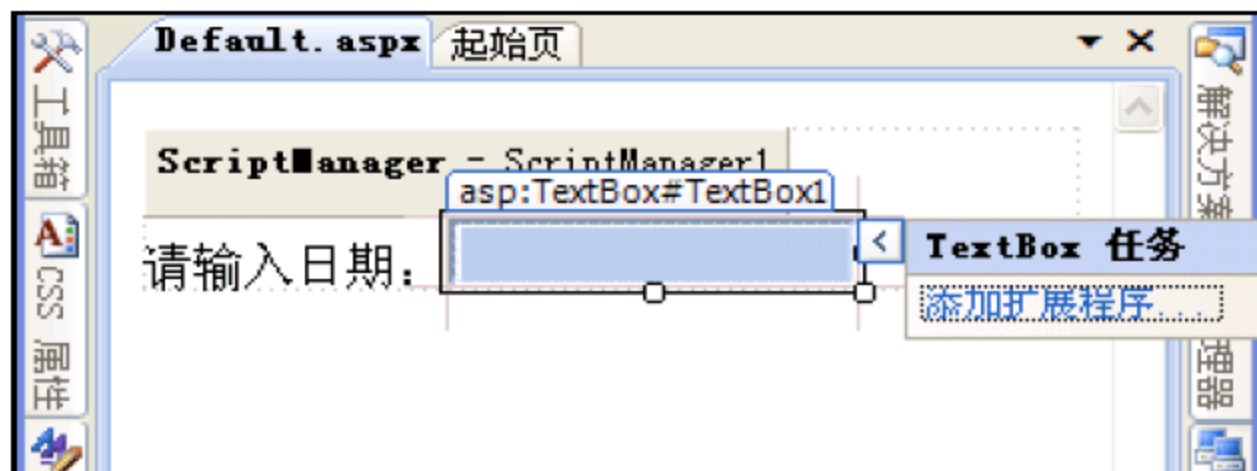 Default.aspx 起始页
工具箱
ScriptManager - ScriptManager1
asp:TextBox#TextBox1
请输入日期：
TextBox 任务
添加扩展程序...
CSS 属性
解决方案
理器